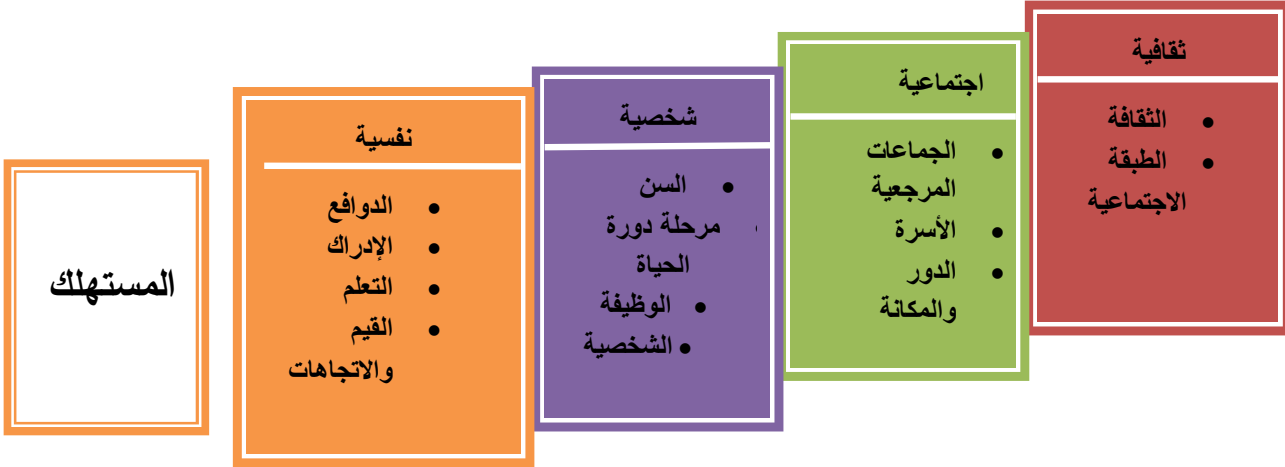 ثقافية
• الثقافة
• الطبقة
الاجتماعية
اجتماعية
• الجماعات
المرجعية
• الأسرة
• الدور
والمكانة
شخصية
• السن
• مرحلة دورة
الحياة
• الوظيفة
• الشخصية
نفسية
• الدوافع
• الإدراك
• التعلم
• القيم
والاتجاهات
المستهلك